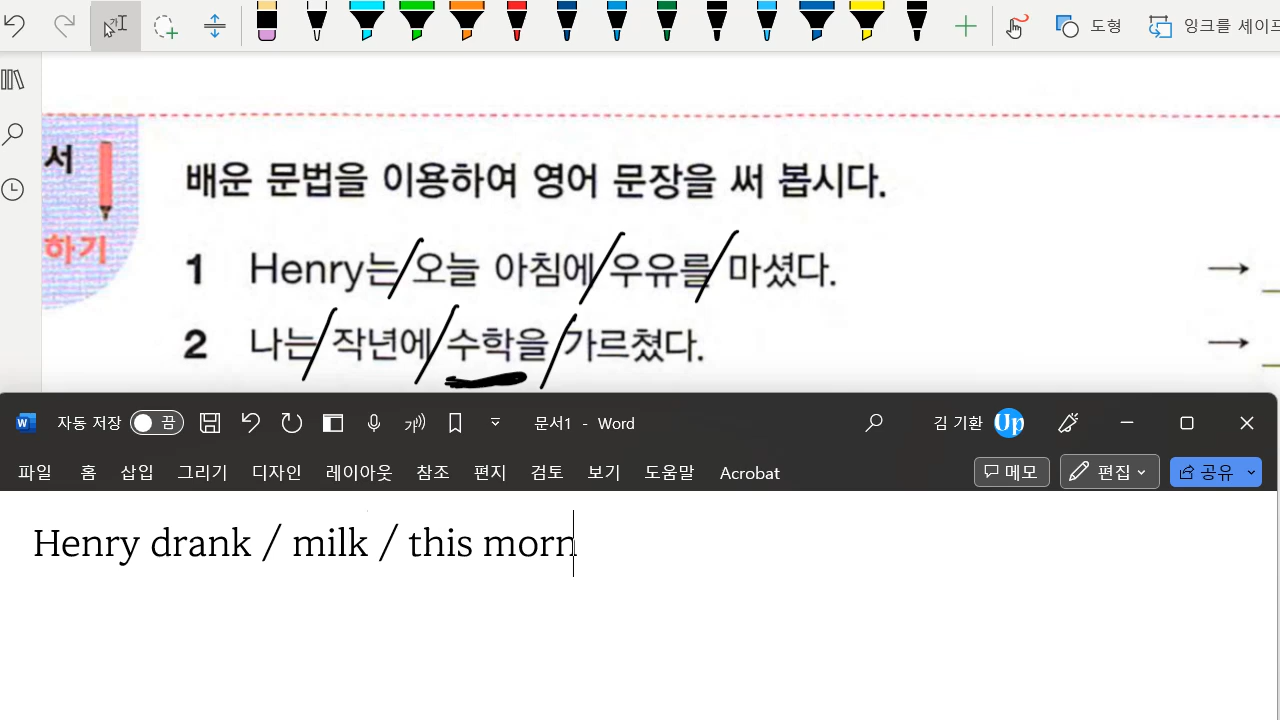 도형
잉크를 셰이프
서
하기
배운 문법을 이용하여 영어 문장을 써 봅시다.
1 Henry는/오늘 아침에/우유를/마셨다. →
2 나는/작년에/수학을/가르쳤다. →
자동 저장 끔 가)) 문서1 - Word 김 기환 Up
파일 홈 삽입 그리기 디자인 레이아웃 참조 편지 검토 보기 도움말 Acrobat 메모 편집 공유
Henry drank / milk / this morn